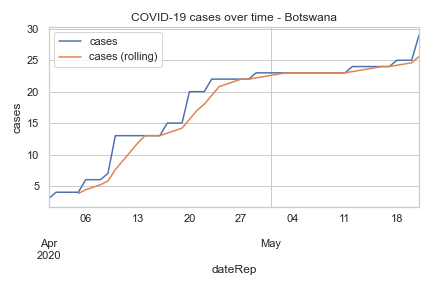 COVID-19 cases over time - Botswana
cases
cases (rolling)
30
25
20
15
10
5
cases
06 13 20 27 04 11 18
Apr May
2020
dateRep